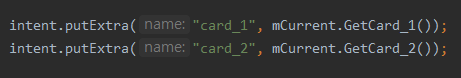 intent.putExtra( name: "card_1", mCurrent.GetCard_1());
intent.putExtra( name: "card_2", mCurrent.GetCard_2());